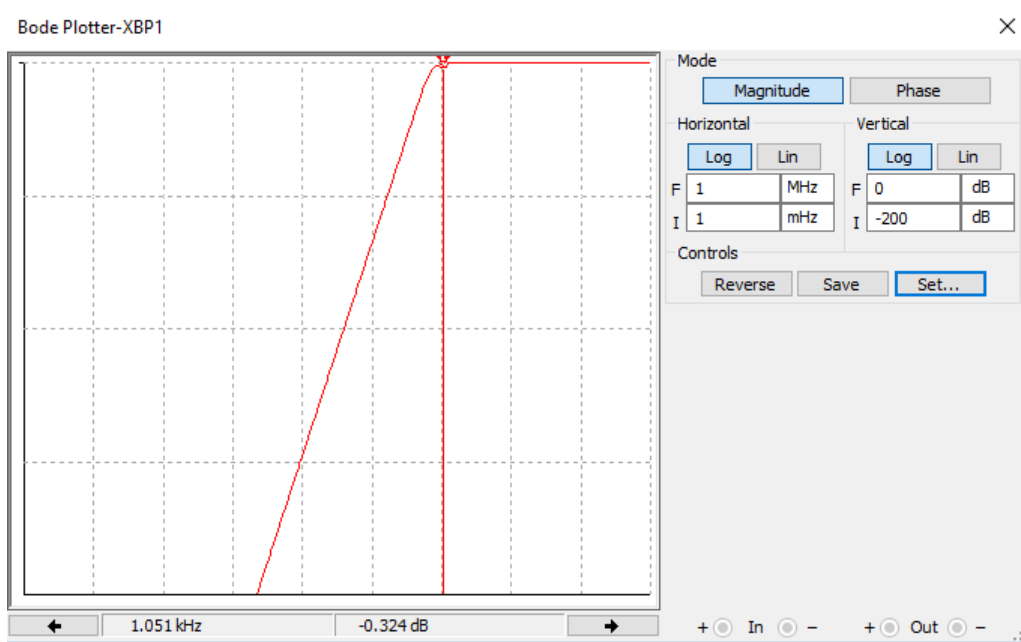 Bode Plotter-XBP1
Mode
Magnitude Phase
Horizontal Vertical
Log Lin Log Lin
F 1 MHz F 0 dB
I 1 mHz I -200 dB
Controls
Reverse Save Set...
1.051 kHz -0.324 dB + In - + Out -